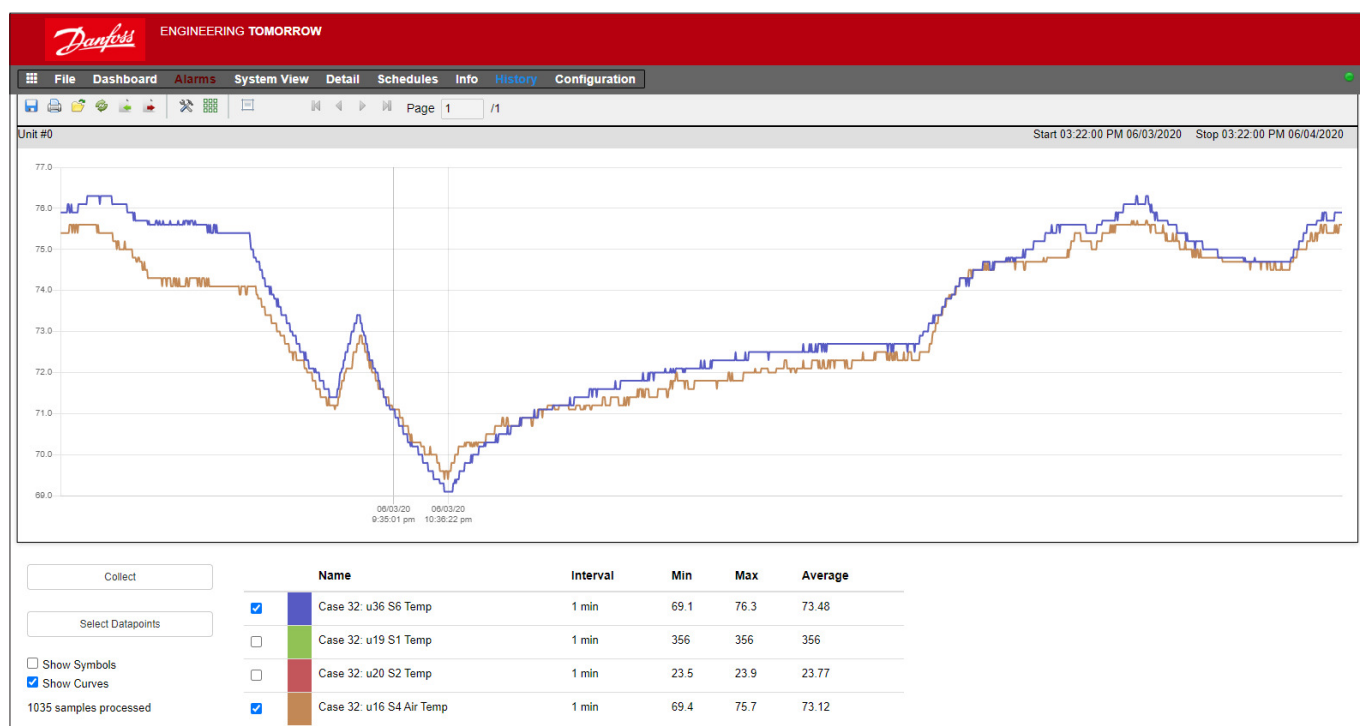 Danfoss ENGINEERING TOMORROW
File Dashboard Alarms System View Detail Schedules Info History Configuration
Page 1 /1
Unit #0 Start 03:22:00 PM 06/03/2020 Stop 03:22:00 PM 06/04/2020
77.0
76.0
75.0
74.0
73.0
72.0
71.0
70.0
69.0
06/03/20 06/03/20
9:35:01 pm 10:36:22 pm
Collect
Select Datapoints
Show Symbols
Show Curves
1035 samples processed
Name Interval Min Max Average
Case 32: u36 S6 Temp 1 min 69.1 76.3 73.48
Case 32: u19 S1 Temp 1 min 356 356 356
Case 32: u20 S2 Temp 1 min 23.5 23.9 23.77
Case 32: u16 S4 Air Temp 1 min 69.4 75.7 73.12